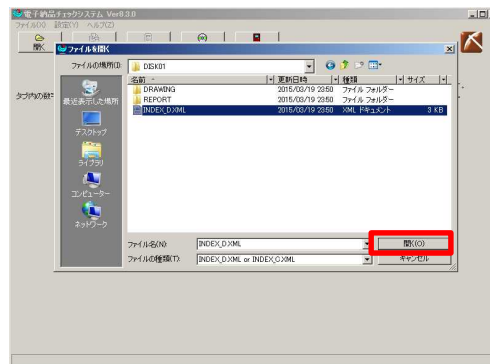 電子納品チェックシステム Ver8.3.0
ファイル(X) 設定(Y) ヘルプ(Z)
開く
ファイルを開く
ファイルの場所(I):
DISK01
名前
更新日時
種類
サイズ
DRAWING 2015/03/19 23:50 ファイル フォルダー
REPORT 2015/03/19 23:50 ファイル フォルダー
INDEX_D.XML 2015/03/19 23:50 XML ドキュメント 3 KB
最近表示した場所
デスクトップ
ライブラリ
コンピューター
ネットワーク
ファイル名(N):
INDEX_D.XML
開く(O)
ファイルの種類(T):
INDEX_D.XML or INDEX_C.XML
キャンセル